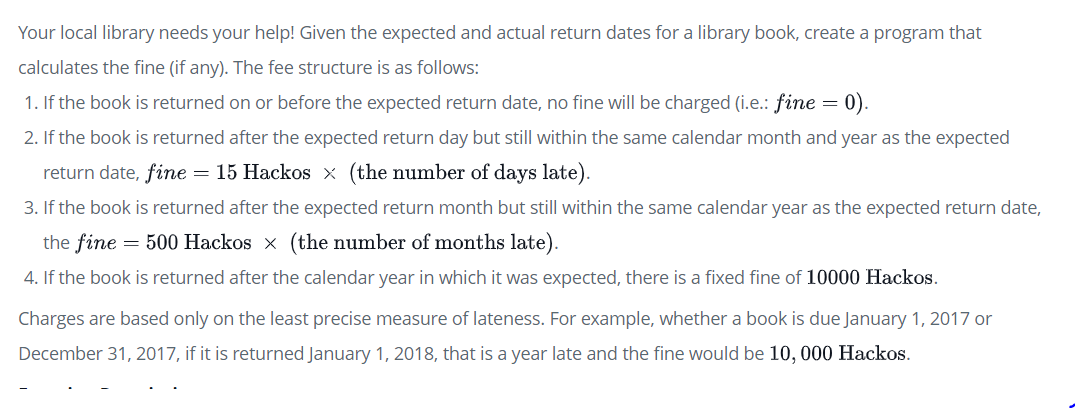 Your local library needs your help! Given the expected and actual return dates for a library book, create a program that
calculates the fine (if any). The fee structure is as follows:
1. If the book is returned on or before the expected return date, no fine will be charged (i.e.: fine = 0).
2. If the book is returned after the expected return day but still within the same calendar month and year as the expected
return date, fine = 15 Hackos × (the number of days late).
3. If the book is returned after the expected return month but still within the same calendar year as the expected return date,
the fine = 500 Hackos × (the number of months late).
4. If the book is returned after the calendar year in which it was expected, there is a fixed fine of 10000 Hackos.
Charges are based only on the least precise measure of lateness. For example, whether a book is due January 1, 2017 or
December 31, 2017, if it is returned January 1, 2018, that is a year late and the fine would be 10, 000 Hackos.